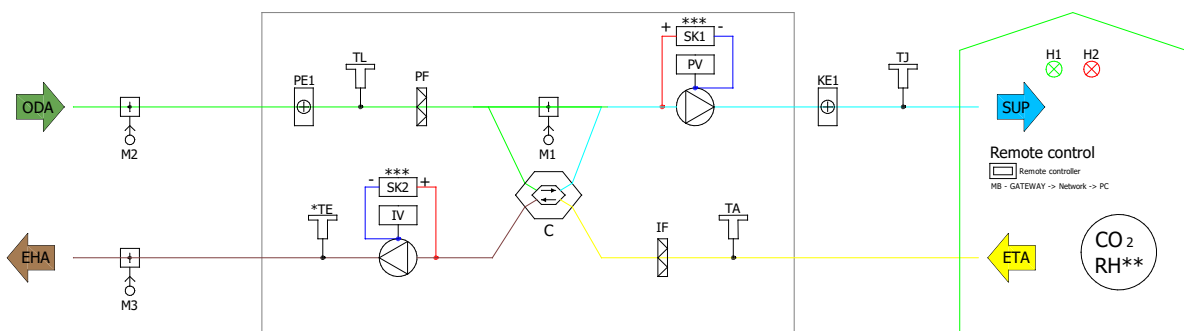 ***
+ SK1 -
TL
PE1
PF
PV
KE1
TJ
H1 H2
ODA
M2
M1
SUP
Remote control
Remote controller
MB - GATEWAY -> Network -> PC
***
- SK2 +
*TE
IV
C
IF
TA
EHA
M3
ETA
CO 2
RH**